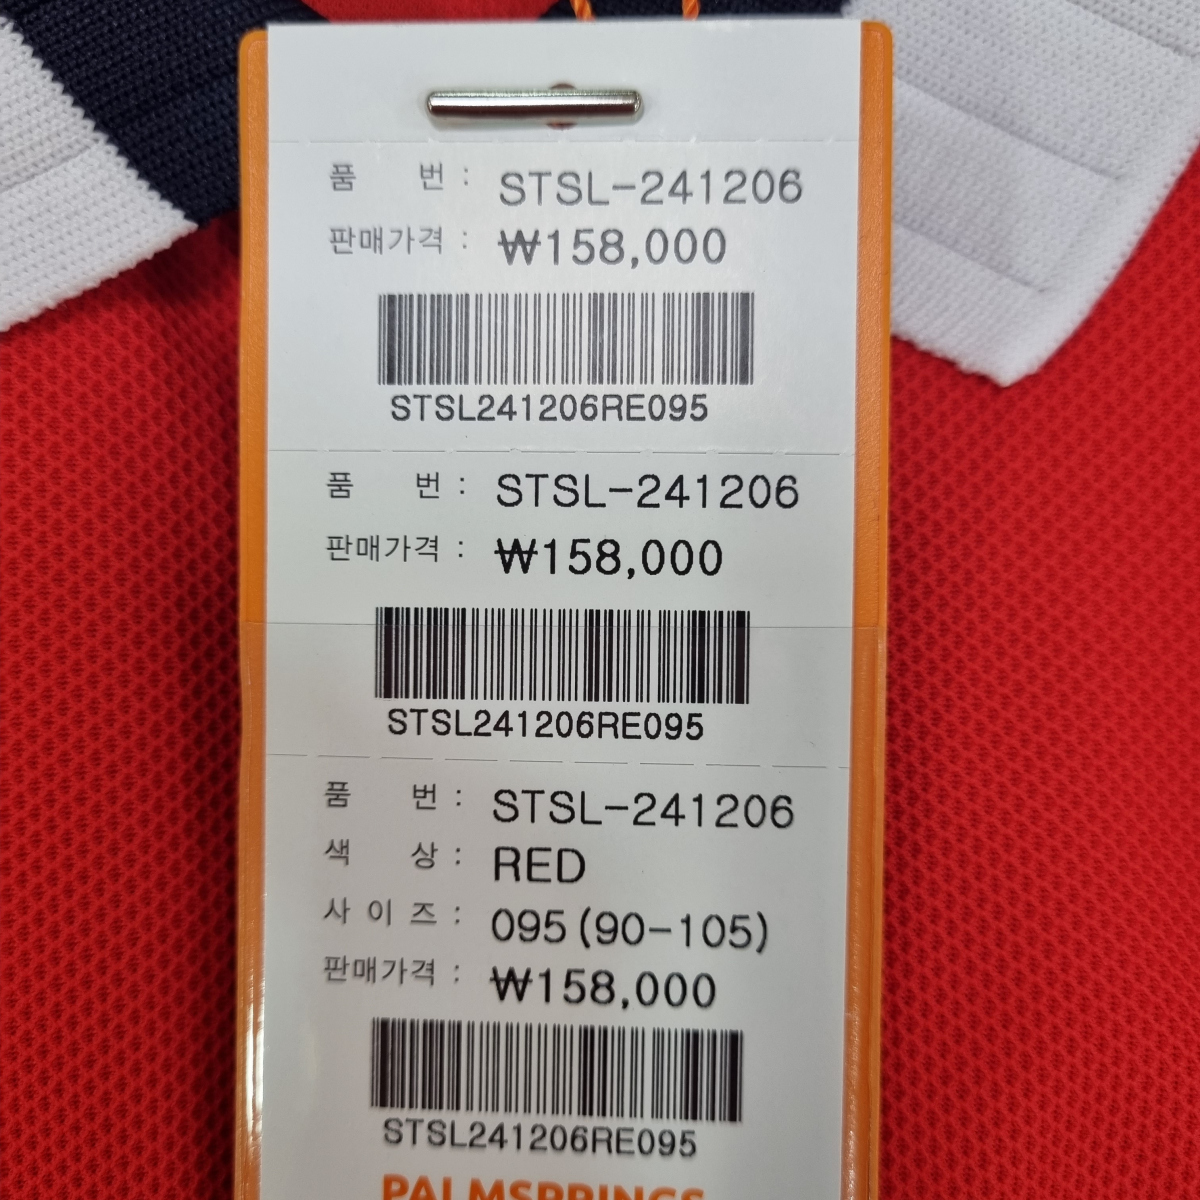 품 번 : STSL-241206
판매가격 : ₩158,000
STSL241206RE095
품 번 : STSL-241206
판매가격 : ₩158,000
STSL241206RE095
품 번 : STSL-241206
색 상 : RED
사 이 즈 : 095(90-105)
판매가격 : ₩158,000
STSL241206RE095
PALMSPRINGS